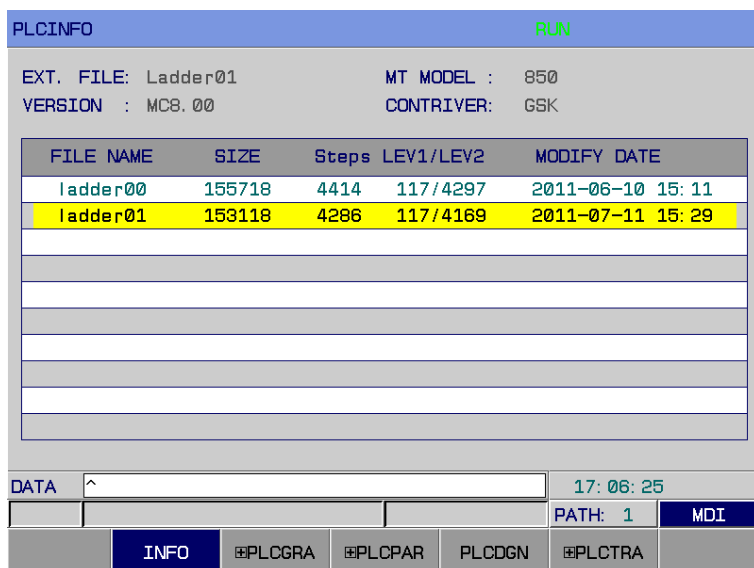 PLCINFO RUN
EXT. FILE: Ladder01 MT MODEL : 850
VERSION : MC8.00 CONTRIVER: GSK
FILE NAME SIZE Steps LEV1/LEV2 MODIFY DATE
ladder00 155718 4414 117/4297 2011-06-10 15:11
ladder01 153118 4286 117/4169 2011-07-11 15:29
DATA ^ 17:06:25
PATH: 1 MDI
INFO ⊞PLCGRA ⊞PLCPAR PLCDGN ⊞PLCTRA